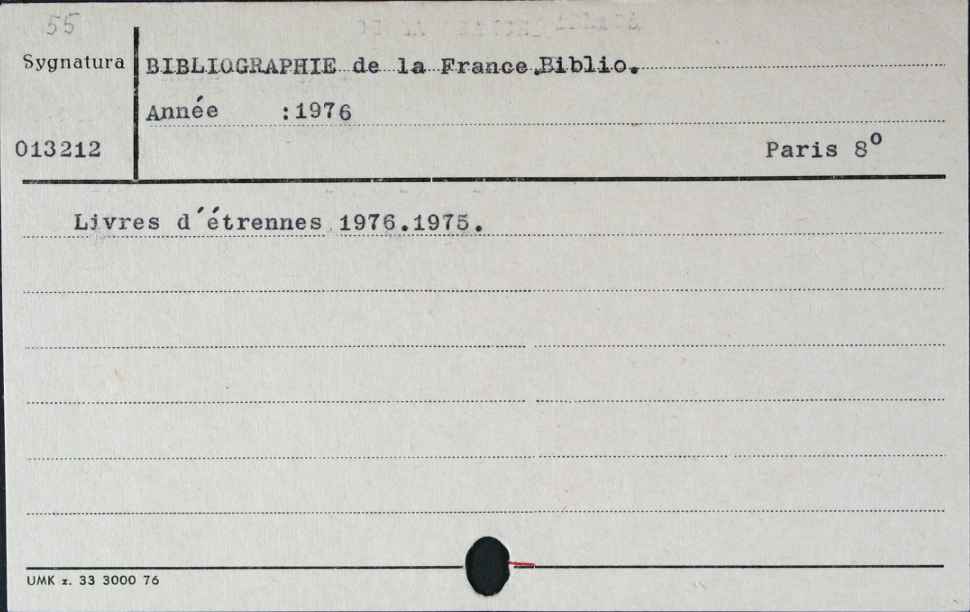 55
Sygnatura
BIBLIOGRAPHIE de la France.Biblio.
Année :1976
013212
Paris 8º
Livres d'étrennes 1976.1975.
UMK z. 33 3000 76